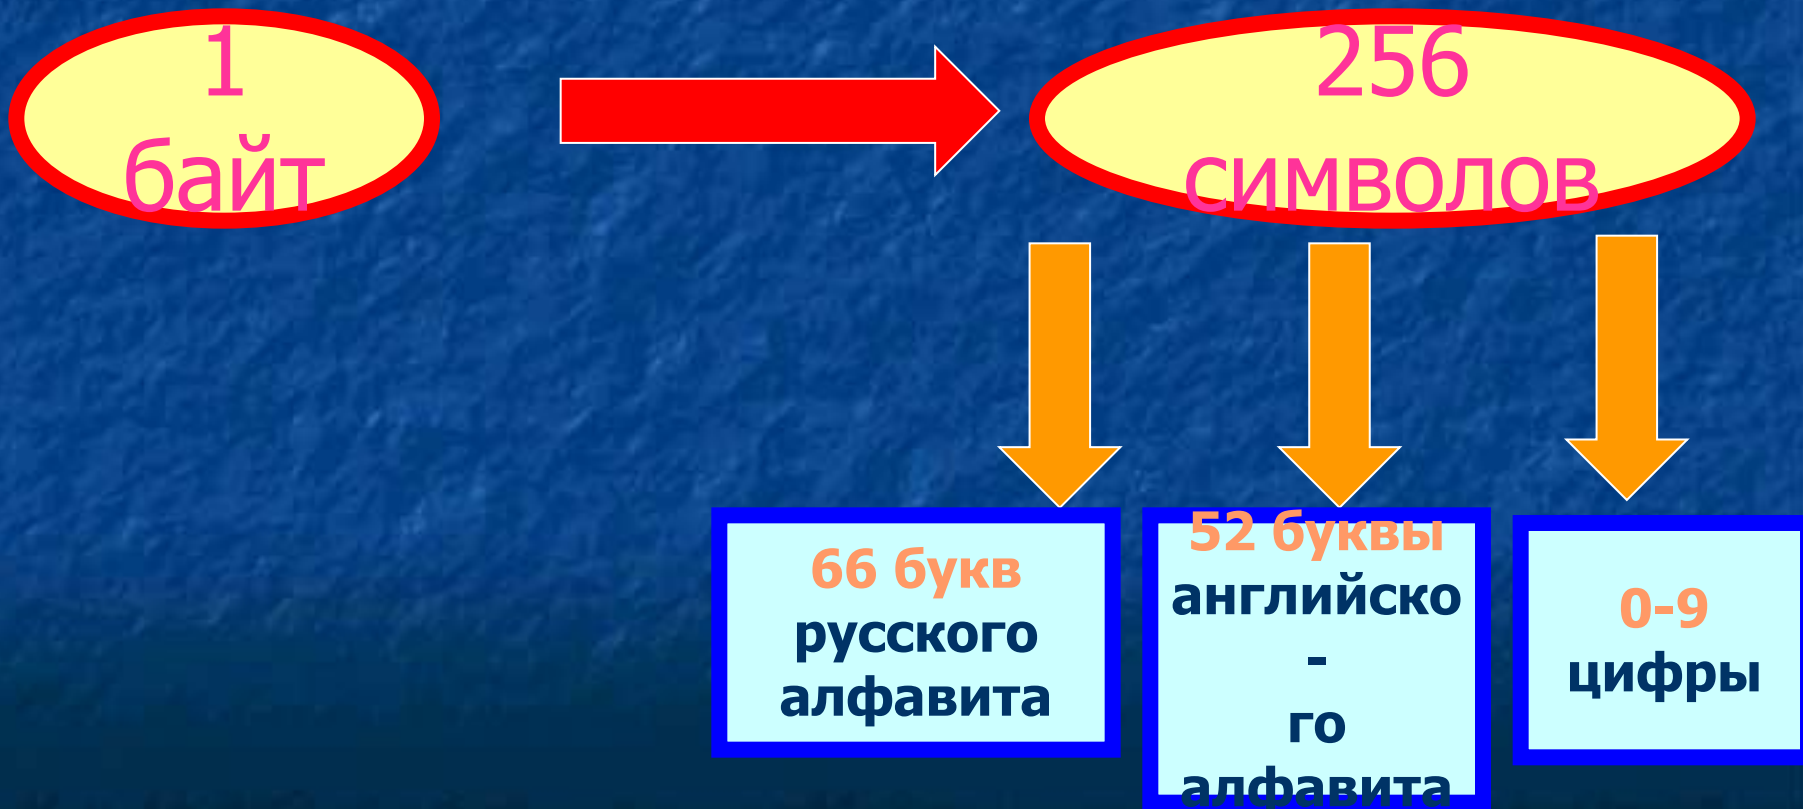 1
байт
256
символов
66 букв
русского
алфавита
52 буквы
английско
-
го
алфавита
0-9
цифры